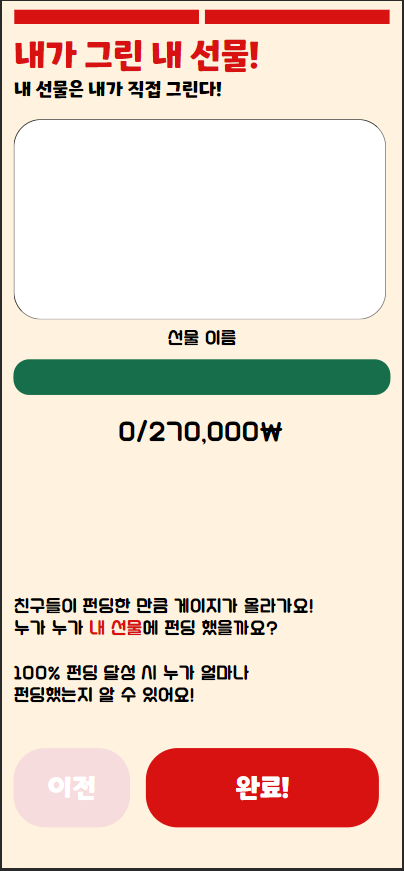 내가 그린 내 선물!
내 선물은 내가 직접 그린다!
선물 이름
0/270,000₩
친구들이 펀딩한 만큼 게이지가 올라가요!
누가 누가 내 선물에 펀딩 했을까요?
100% 펀딩 달성 시 누가 얼마나
펀딩했는지 알 수 있어요!
이전
완료!